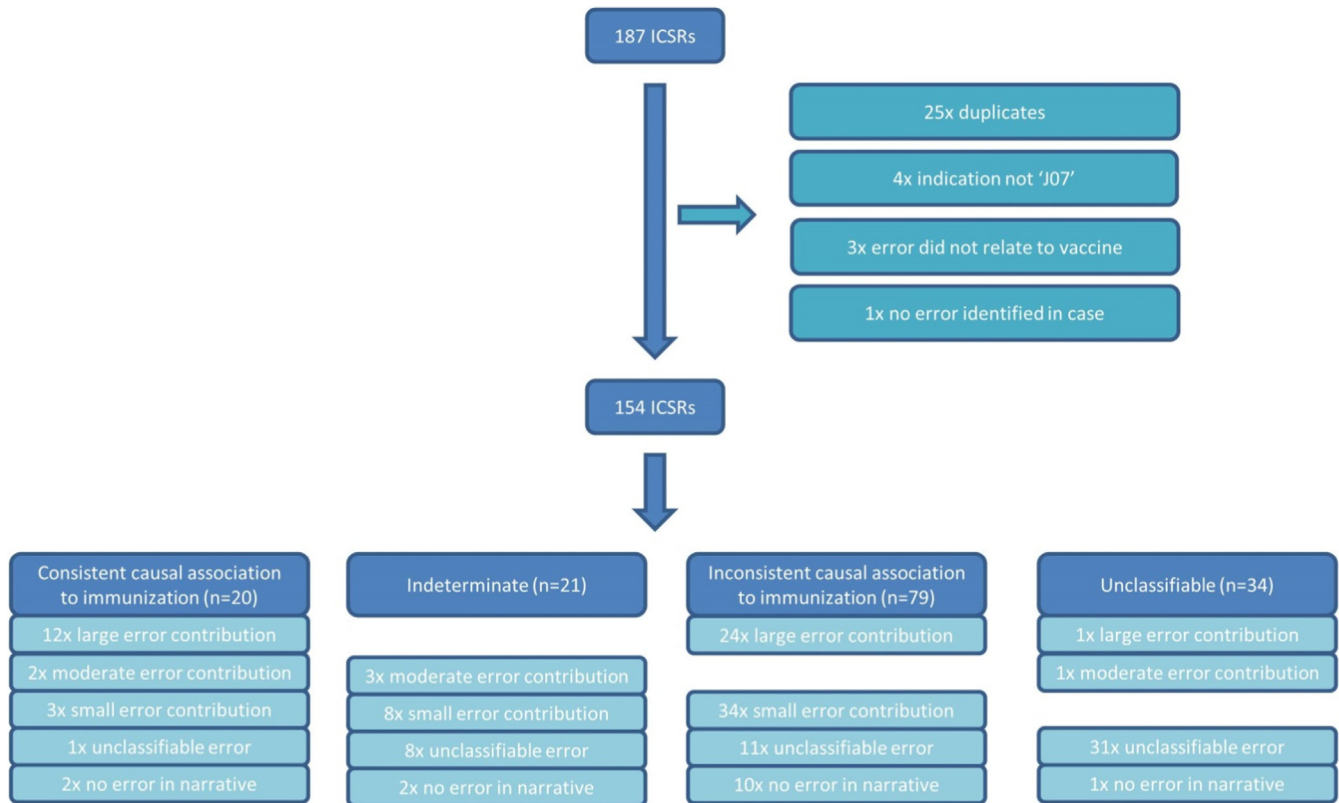 187 ICSRs
25x duplicates
4x indication not ‘J07’
3x error did not relate to vaccine
1x no error identified in case
154 ICSRs
Consistent causal association
to immunization (n=20)
12x large error contribution
2x moderate error contribution
3x small error contribution
1x unclassifiable error
2x no error in narrative
Indeterminate (n=21)
3x moderate error contribution
8x small error contribution
8x unclassifiable error
2x no error in narrative
Inconsistent causal association
to immunization (n=79)
24x large error contribution
34x small error contribution
11x unclassifiable error
10x no error in narrative
Unclassifiable (n=34)
1x large error contribution
1x moderate error contribution
31x unclassifiable error
1x no error in narrative